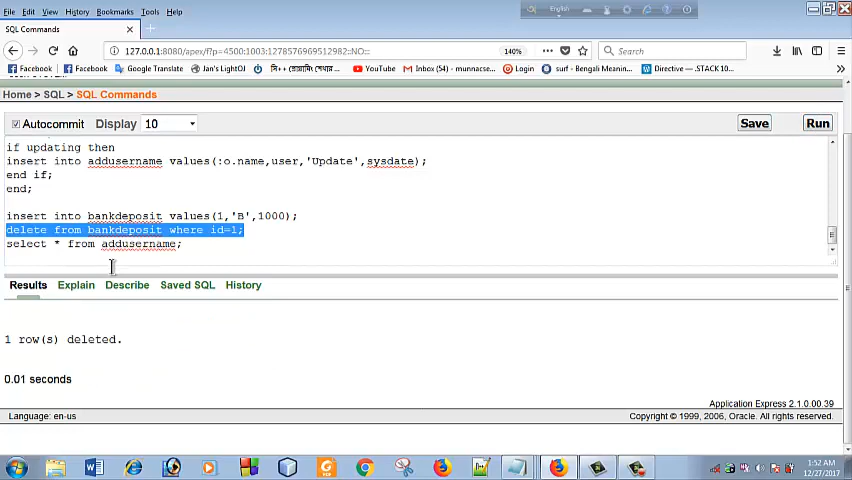 File Edit View History Bookmarks Tools Help
English
SQL Commands
127.0.0.1:8080/apex/f?p=4500:1003:1278576969512982::NO::
140%
Search
Facebook Facebook Google Translate Jan's LightOJ YouTube Inbox (54) - munnacse... Login surf - Bengali Meanin... Directive — .STACK 10...
Home > SQL > SQL Commands
Autocommit Display 10 Save Run
if updating then
insert into addusername values(:o.name,user,'Update',sysdate);
end if;
end;
insert into bankdeposit values(1,'B',1000);
delete from bankdeposit where id=1;
select * from addusername;
Results Explain Describe Saved SQL History
1 row(s) deleted.
0.01 seconds
Application Express 2.1.0.00.39
Language: en-us Copyright © 1999, 2006, Oracle. All rights reserved.
1:52 AM
12/27/2017